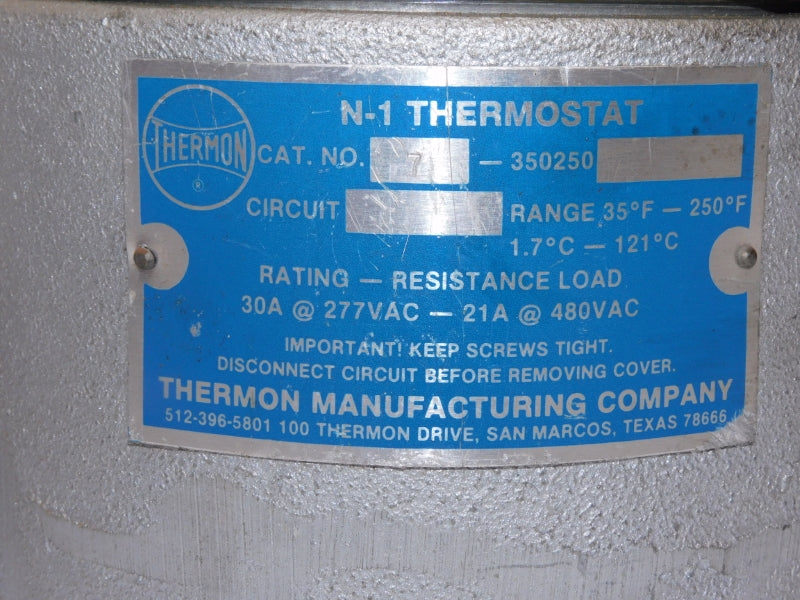 N-1 THERMOSTAT
THERMON
®
CAT. NO. 7 — 350250
CIRCUIT
RANGE 35°F — 250°F
1.7°C — 121°C
RATING — RESISTANCE LOAD
30A @ 277VAC — 21A @ 480VAC
IMPORTANT! KEEP SCREWS TIGHT.
DISCONNECT CIRCUIT BEFORE REMOVING COVER.
THERMON MANUFACTURING COMPANY
512-396-5801 100 THERMON DRIVE, SAN MARCOS, TEXAS 78666